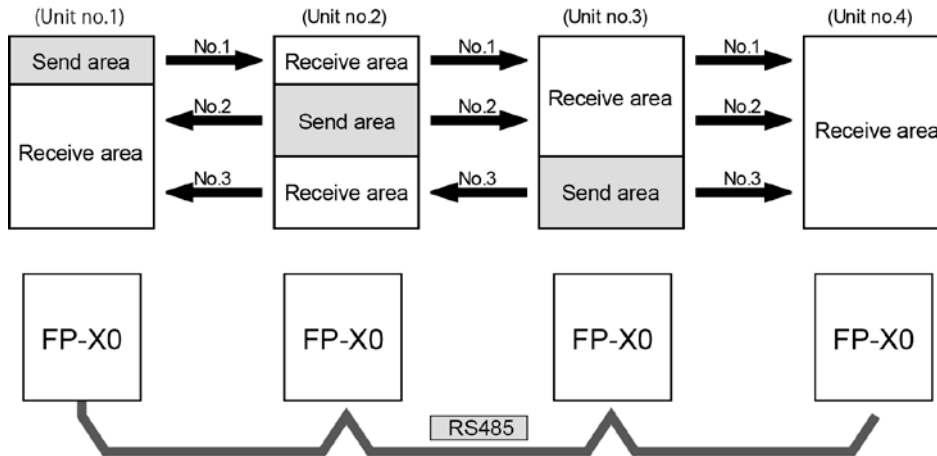 (Unit no.1) (Unit no.2) (Unit no.3) (Unit no.4)
Send area No.1 Receive area No.1 No.1
Receive area No.2 Send area No.2 Receive area No.2 Receive area
No.3 Receive area No.3 Send area No.3
FP-X0 FP-X0 FP-X0 FP-X0
RS485